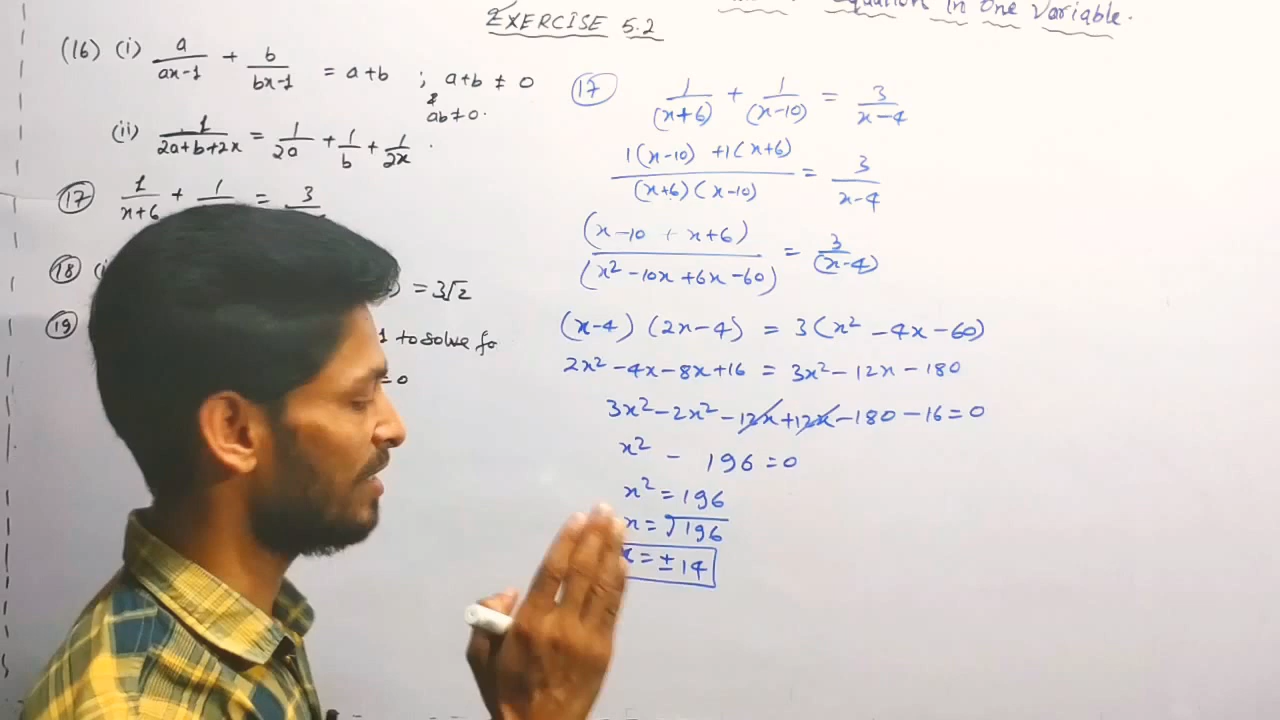 Equation in One Variable.
EXERCISE 5.2
(16) (i) a/(ax-1) + b/(bx-1) = a+b ; a+b ≠ 0
& ab≠0.
(ii) 1/(2a+b+2x) = 1/2a + 1/b + 1/2x .
(17) 1/(x+6) + 1/ = 3/
(18) (i ) = 3√2
(19) 1 to solve for
= 0
(17) 1/(x+6) + 1/(x-10) = 3/(x-4)
(1(x-10) +1(x+6))/((x+6)(x-10)) = 3/(x-4)
(x-10 + x+6)/(x²-10x+6x-60) = 3/(x-4)
(x-4) (2x-4) = 3(x²-4x-60)
2x²-4x-8x+16 = 3x²-12x-180
3x²-2x²-12x+12x-180-16=0
x² - 196=0
x²=196
x=√196
x=±14